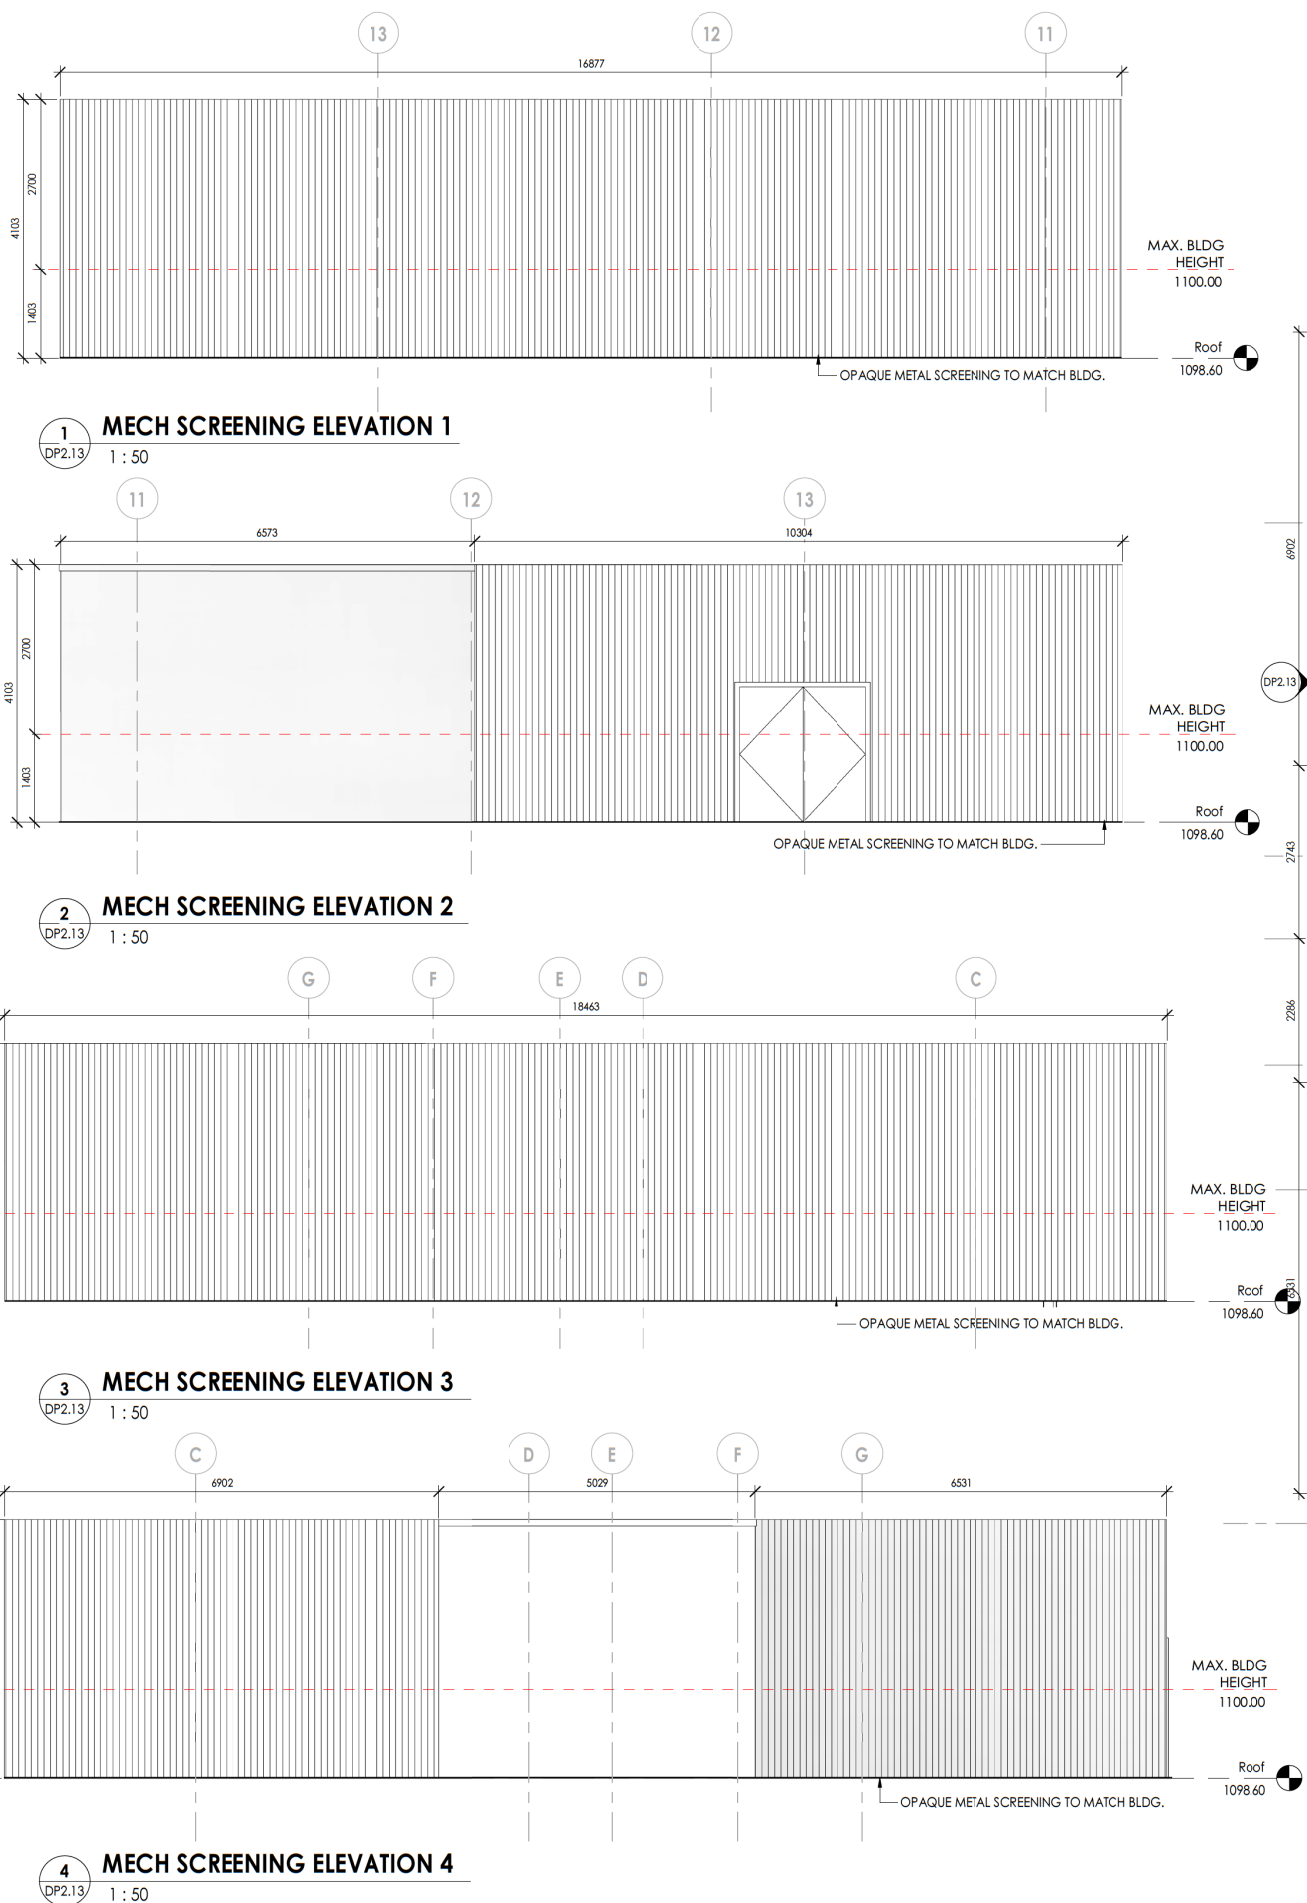 13
12
11
16877
2700
4103
1403
MAX. BLDG
HEIGHT
1100.00
Roof
1098.60
OPAQUE METAL SCREENING TO MATCH BLDG.
1
DP2.13
MECH SCREENING ELEVATION 1
1 : 50
11
12
13
6573
10304
2700
4103
1403
MAX. BLDG
HEIGHT
1100.00
Roof
1098.60
OPAQUE METAL SCREENING TO MATCH BLDG.
2
DP2.13
MECH SCREENING ELEVATION 2
1 : 50
6902
DP2.13
2743
2286
6531
G
F
E
D
C
18463
MAX. BLDG
HEIGHT
1100.00
Roof
1098.60
OPAQUE METAL SCREENING TO MATCH BLDG.
3
DP2.13
MECH SCREENING ELEVATION 3
1 : 50
C
D
E
F
G
6902
5029
6531
MAX. BLDG
HEIGHT
1100.00
Roof
1098.60
OPAQUE METAL SCREENING TO MATCH BLDG.
4
DP2.13
MECH SCREENING ELEVATION 4
1 : 50